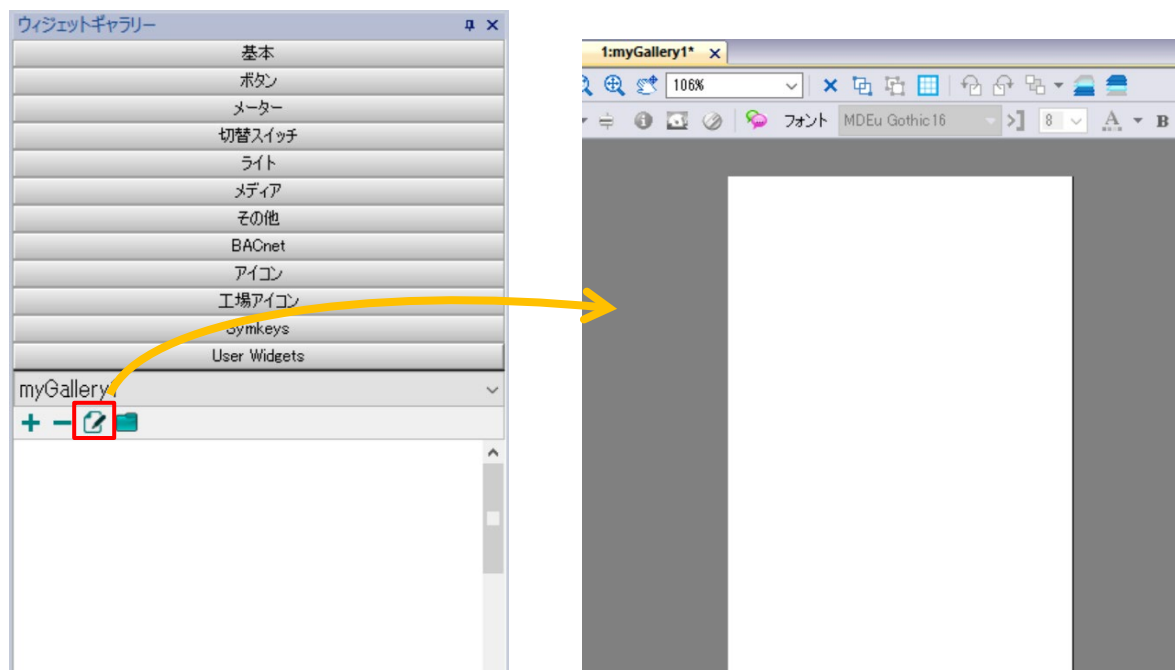 ウィジェットギャラリー
基本
ボタン
メーター
切替スイッチ
ライト
メディア
その他
BACnet
アイコン
工場アイコン
Symkeys
User Widgets
myGallery1
1:myGallery1*
106%
フォント MDEu Gothic16 8 A B